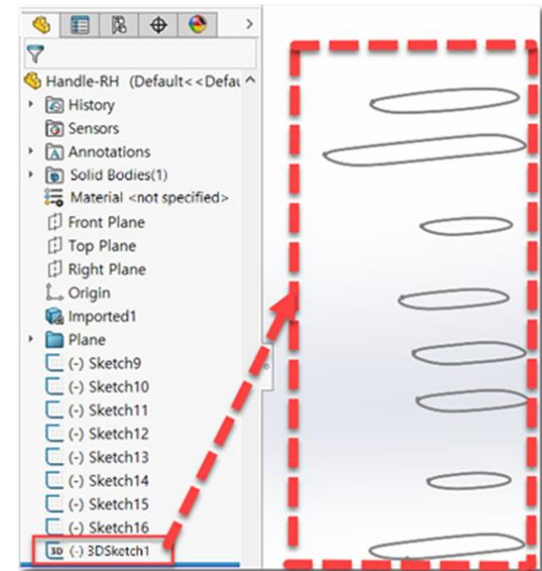 Handle-RH (Default<<Defau
History
Sensors
Annotations
Solid Bodies(1)
Material <not specified>
Front Plane
Top Plane
Right Plane
Origin
Imported1
Plane
(-) Sketch9
(-) Sketch10
(-) Sketch11
(-) Sketch12
(-) Sketch13
(-) Sketch14
(-) Sketch15
(-) Sketch16
3D (-) 3DSketch1